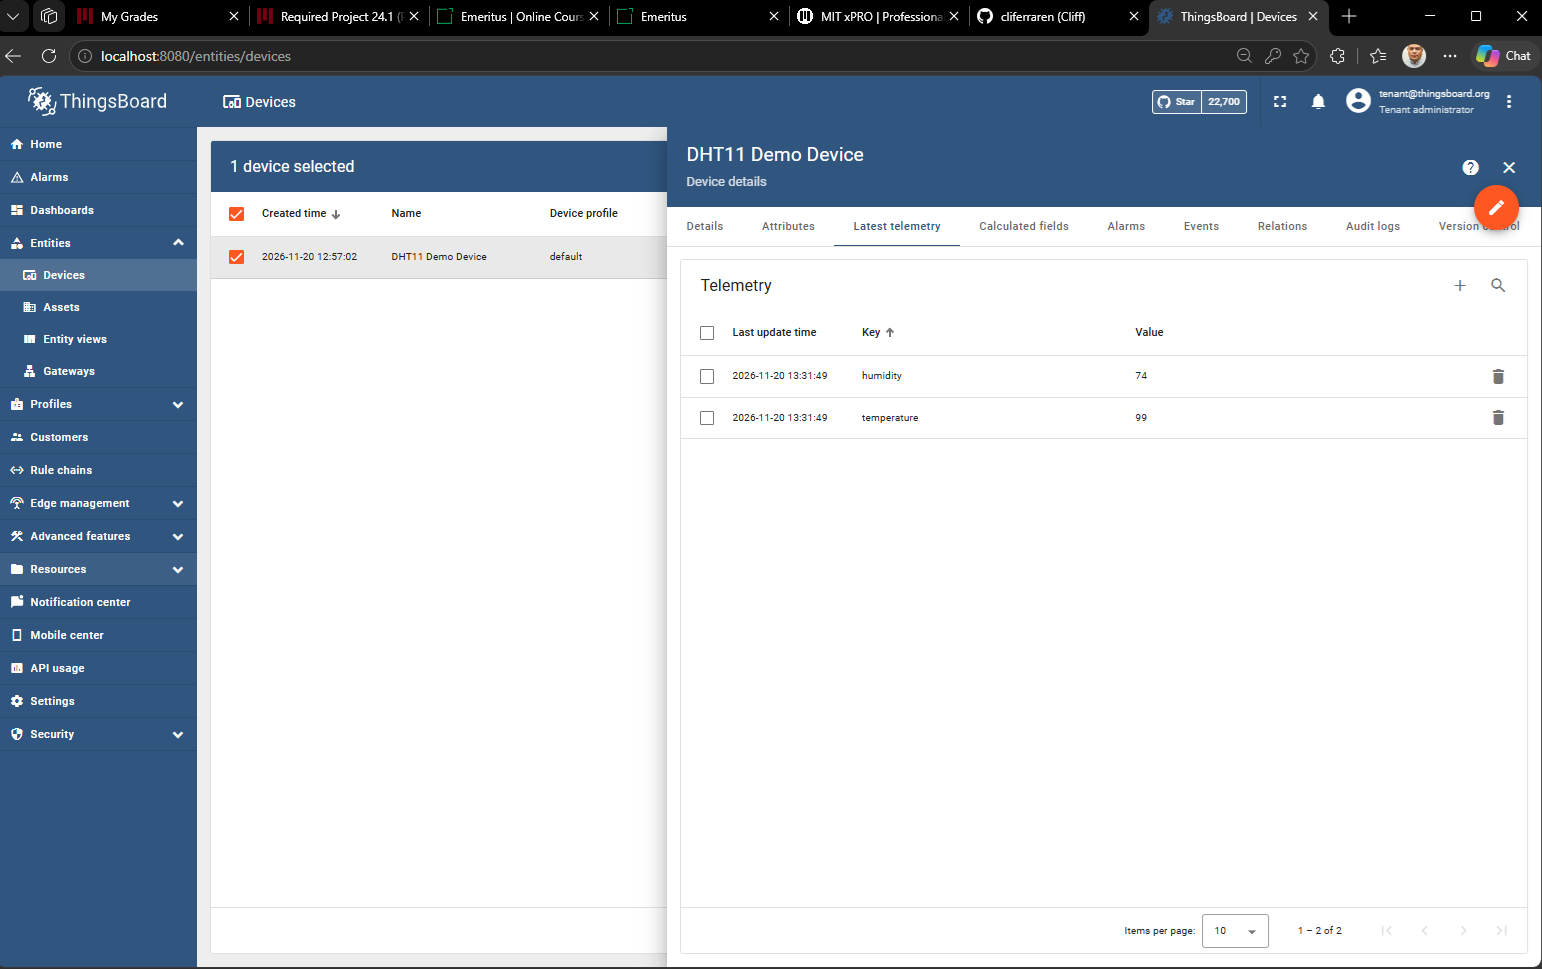 My Grades
Required Project 24.1 (
Emeritus | Online Cours
Emeritus
MIT xPRO | Professiona
cliferraren (Cliff)
ThingsBoard | Devices
localhost:8080/entities/devices
Chat
ThingsBoard
Devices
Star 22,700
tenant@thingsboard.org
Tenant administrator
Home
Alarms
Dashboards
Entities
Devices
Assets
Entity views
Gateways
Profiles
Customers
Rule chains
Edge management
Advanced features
Resources
Notification center
Mobile center
API usage
Settings
Security
1 device selected
Created time Name Device profile
2026-11-20 12:57:02 DHT11 Demo Device default
DHT11 Demo Device
Device details
?
Details Attributes Latest telemetry Calculated fields Alarms Events Relations Audit logs Version
Telemetry
Last update time Key Value
2026-11-20 13:31:49 humidity 74
2026-11-20 13:31:49 temperature 99
Items per page: 10 1 – 2 of 2